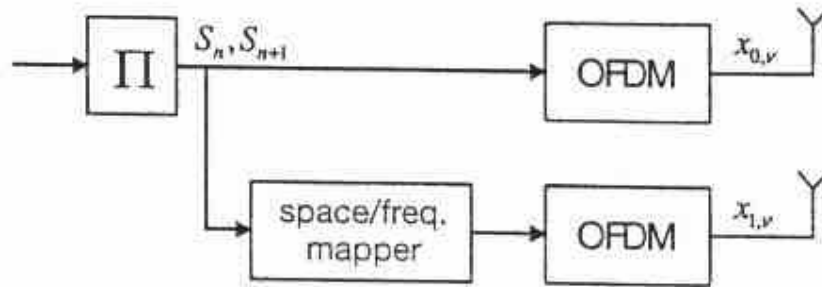 Π
S_n, S_{n+1}
OFDM
x_{0,ν}
space/freq.
mapper
OFDM
x_{1,ν}